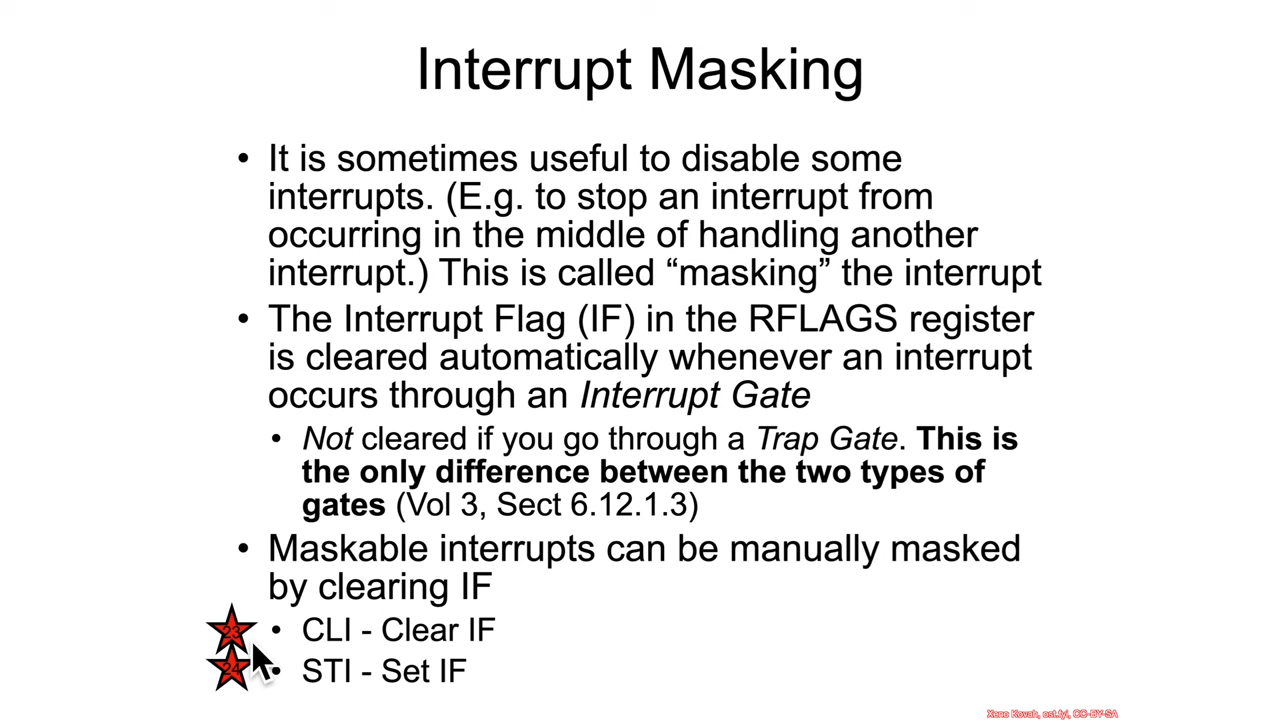 Interrupt Masking
• It is sometimes useful to disable some
interrupts. (E.g. to stop an interrupt from
occurring in the middle of handling another
interrupt.) This is called “masking” the interrupt
• The Interrupt Flag (IF) in the RFLAGS register
is cleared automatically whenever an interrupt
occurs through an Interrupt Gate
• Not cleared if you go through a Trap Gate. This is
the only difference between the two types of
gates (Vol 3, Sect 6.12.1.3)
• Maskable interrupts can be manually masked
by clearing IF
23 • CLI - Clear IF
24 • STI - Set IF
Xeno Kovah, ost.fyi, CC-BY-SA